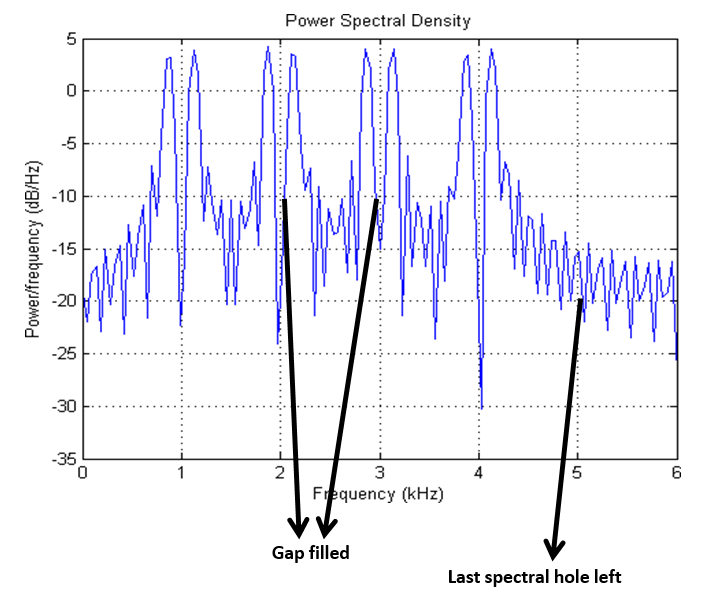 Power Spectral Density
Power/frequency (dB/Hz)
5
0
-5
-10
-15
-20
-25
-30
-35
0 1 2 3 4 5 6
Frequency (kHz)
Gap filled
Last spectral hole left